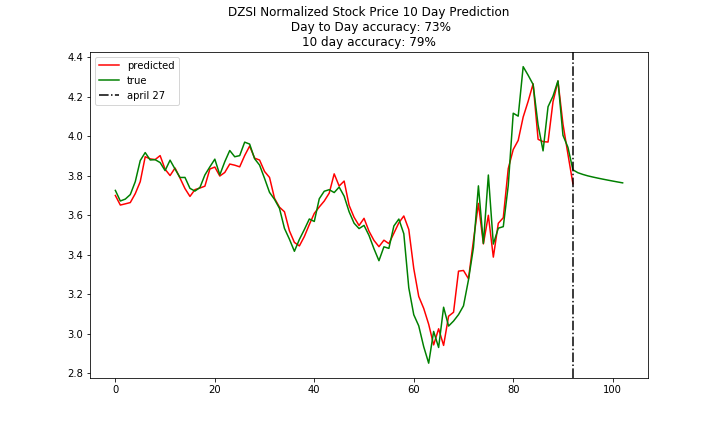 DZSI Normalized Stock Price 10 Day Prediction
Day to Day accuracy: 73%
10 day accuracy: 79%
predicted
true
april 27
4.4
4.2
4.0
3.8
3.6
3.4
3.2
3.0
2.8
0 20 40 60 80 100